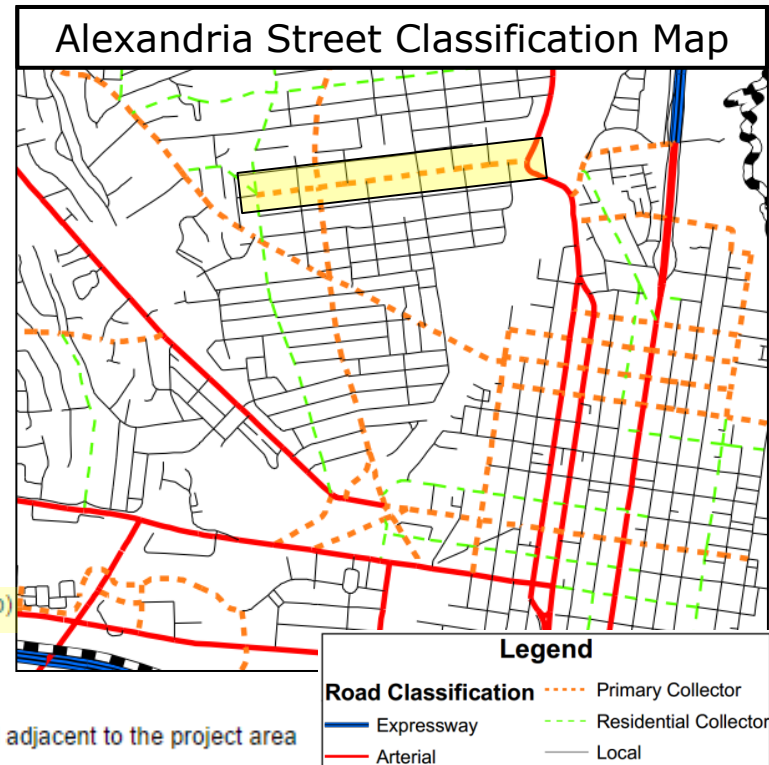 Alexandria Street Classification Map
adjacent to the project area
Legend
Road Classification
Expressway
Arterial
Primary Collector
Residential Collector
Local